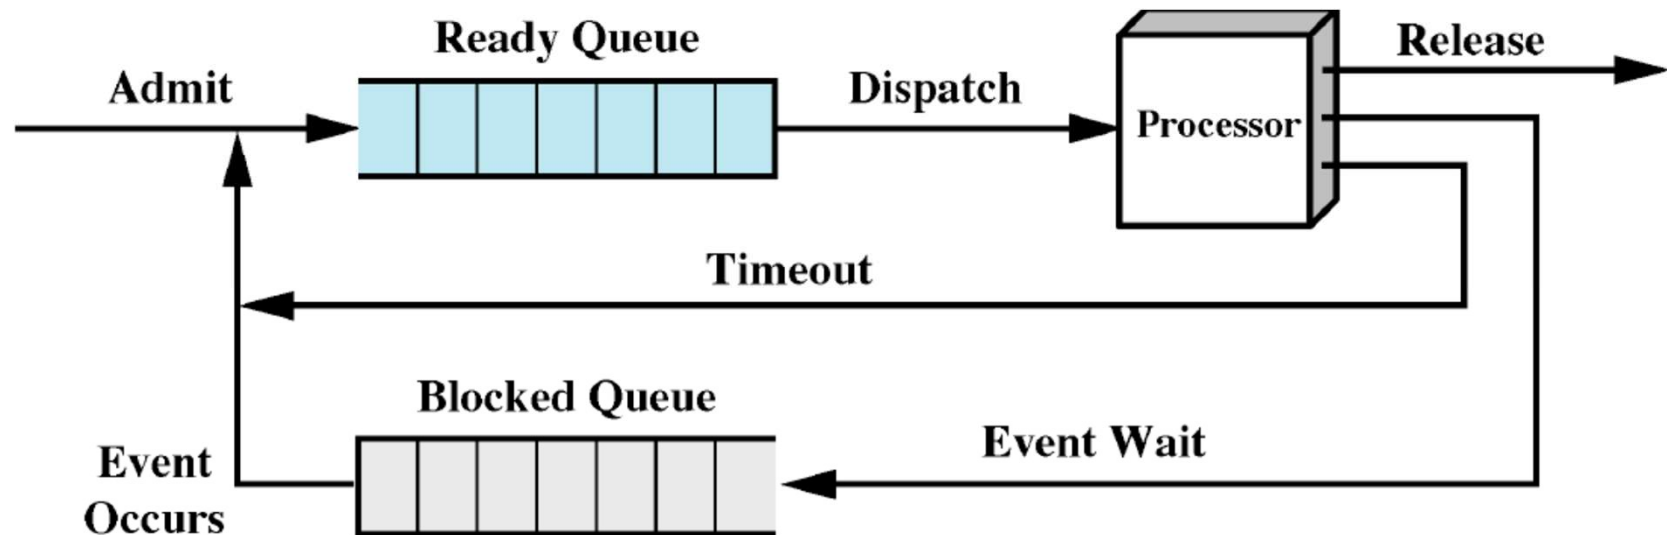 Ready Queue
Admit
Dispatch
Processor
Release
Timeout
Blocked Queue
Event Wait
Event
Occurs